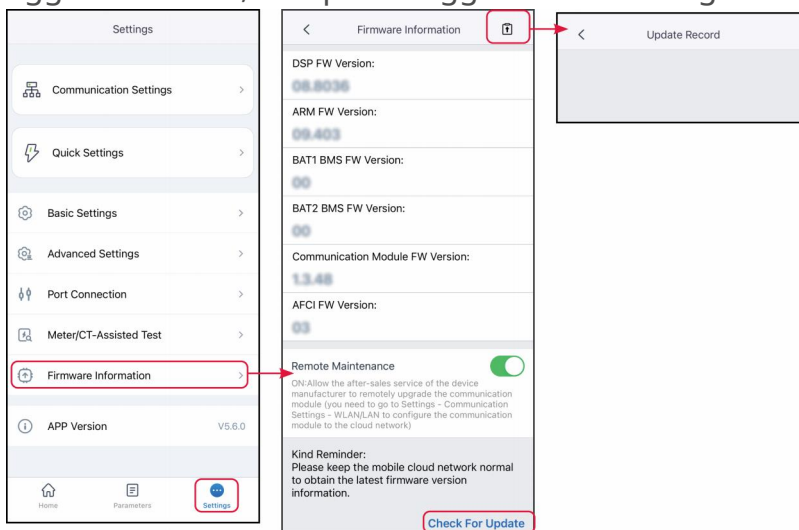 Settings
Communication Settings
Quick Settings
Basic Settings
Advanced Settings
Port Connection
Meter/CT-Assisted Test
Firmware Information
APP Version V5.6.0
Home Parameters Settings
Firmware Information
DSP FW Version:
08.8036
ARM FW Version:
09.403
BAT1 BMS FW Version:
00
BAT2 BMS FW Version:
00
Communication Module FW Version:
1.3.48
AFCI FW Version:
03
Remote Maintenance
ON:Allow the after-sales service of the device
manufacturer to remotely upgrade the communication
module (you need to go to Settings - Communication
Settings - WLAN/LAN to configure the communication
module to the cloud network)
Kind Reminder:
Please keep the mobile cloud network normal
to obtain the latest firmware version
information.
Check For Update
Update Record